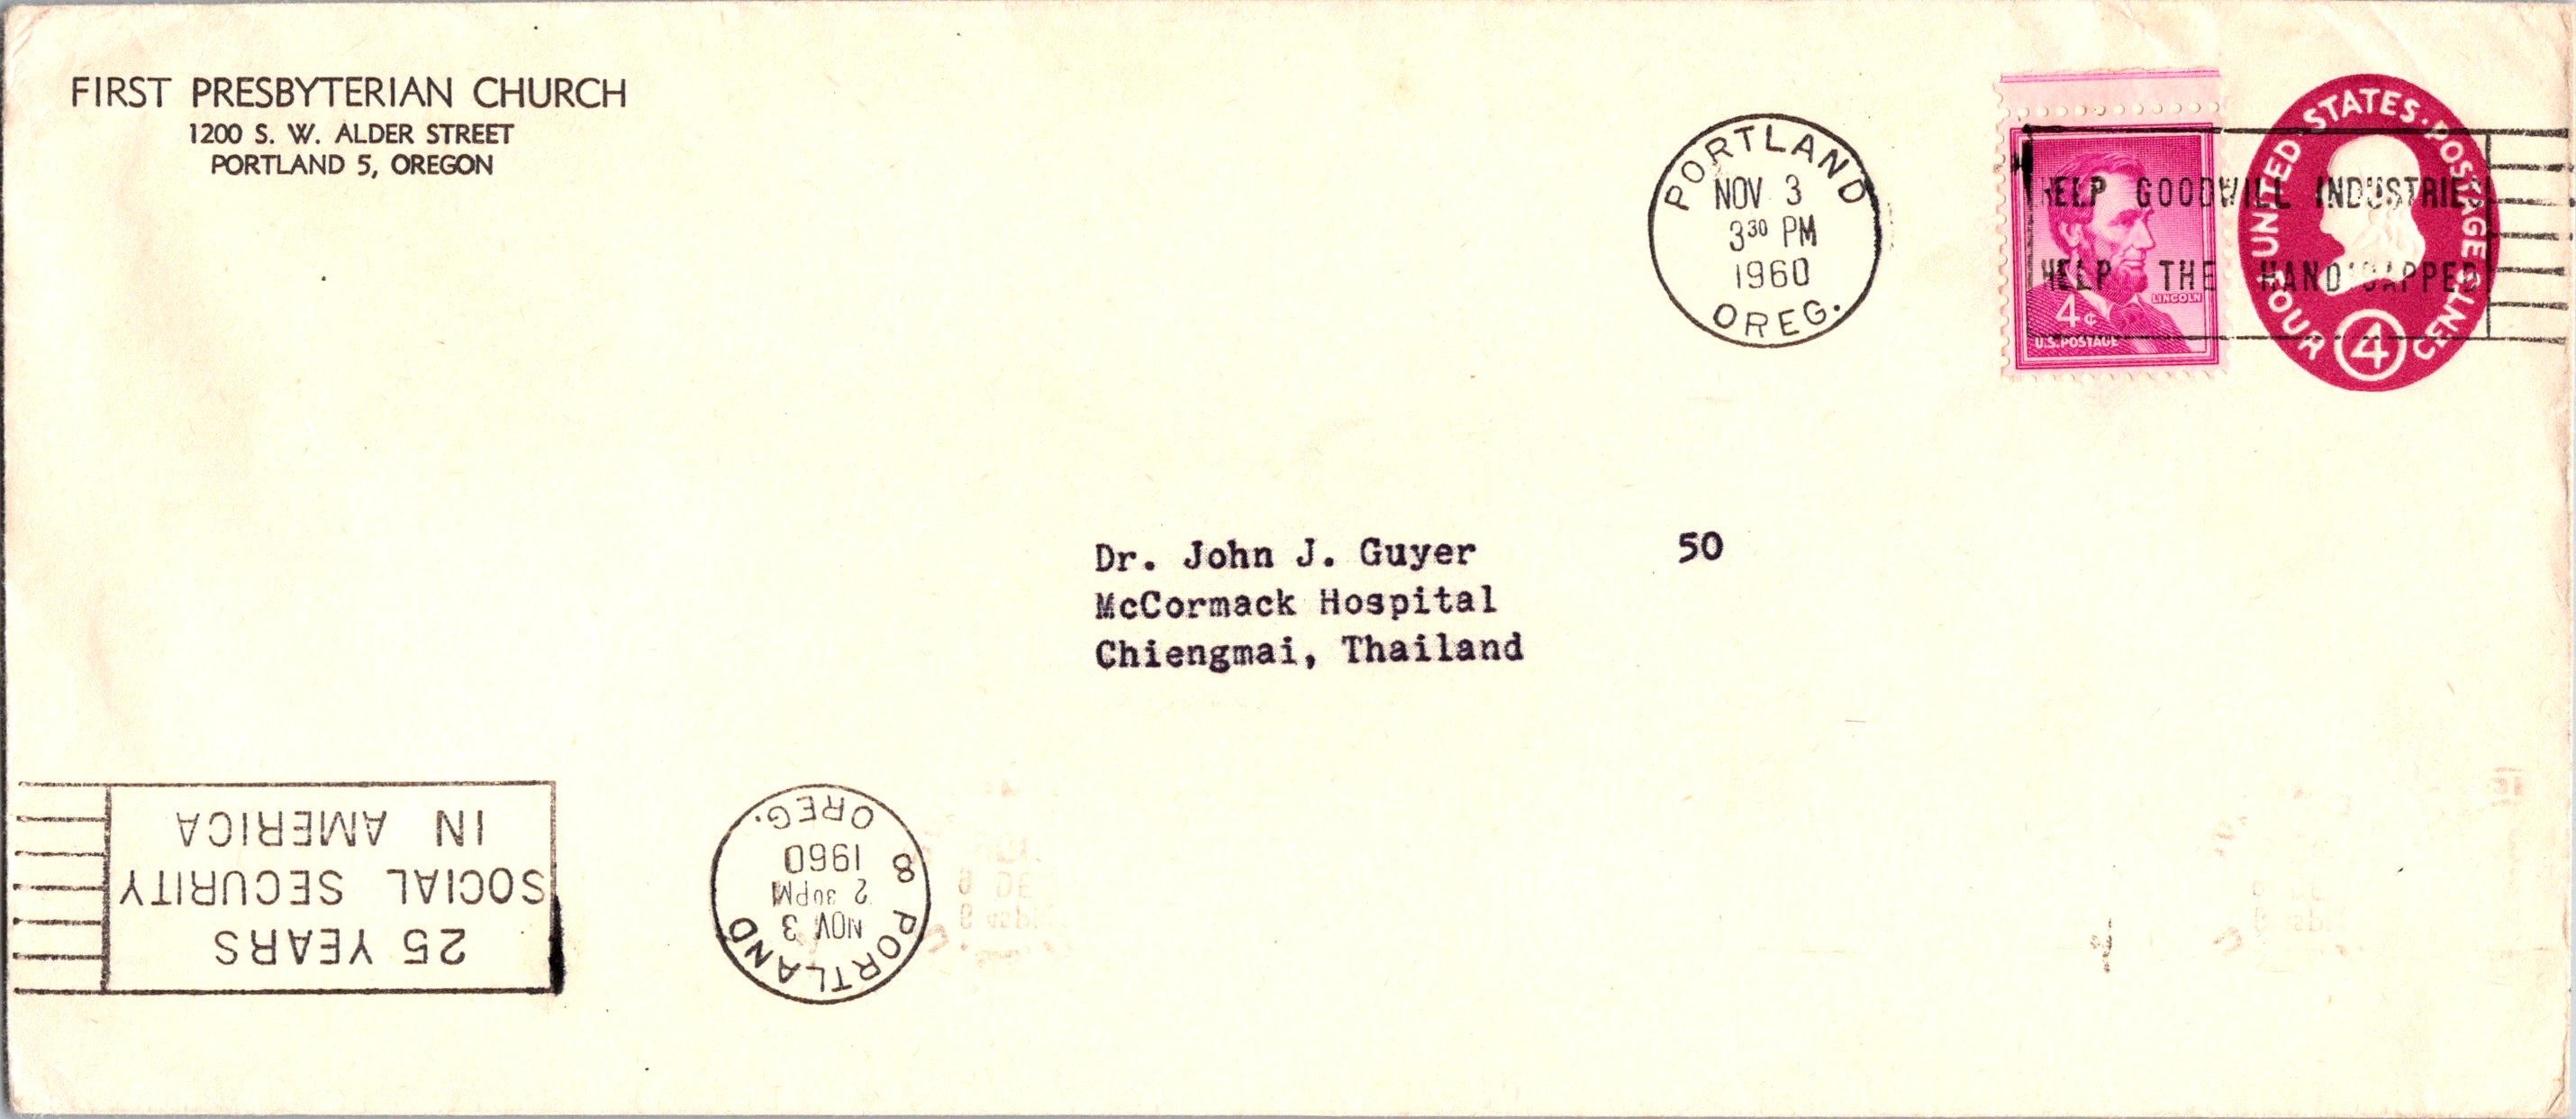 FIRST PRESBYTERIAN CHURCH
1200 S. W. ALDER STREET
PORTLAND 5, OREGON
PORTLAND
NOV 3
3 30 PM
1960
OREG.
HELP GOODWILL INDUSTRIES
HELP THE HANDICAPPED
LINCOLN
4¢
U.S. POSTAGE
UNITED · STATES · POSTAGE
FOUR 4 CENTS
Dr. John J. Guyer 50
McCormack Hospital
Chiengmai, Thailand
25 YEARS
SOCIAL SECURITY
IN AMERICA
PORTLAND 8
NOV 3
2 30 PM
1960
OREG.